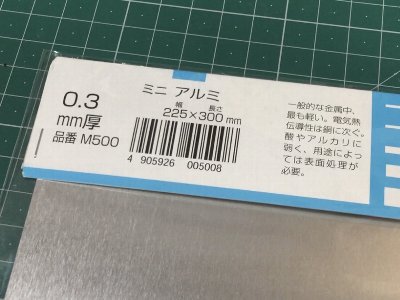 0.3
mm厚
品番 M500
ミニ アルミ
幅 長さ
225×300mm
4 905926 005008
一般的な金属中、
最も軽い。電気熱
伝導性は銅に次ぐ。
酸やアルカリに
弱く、用途によっ
ては表面処理が
必要。